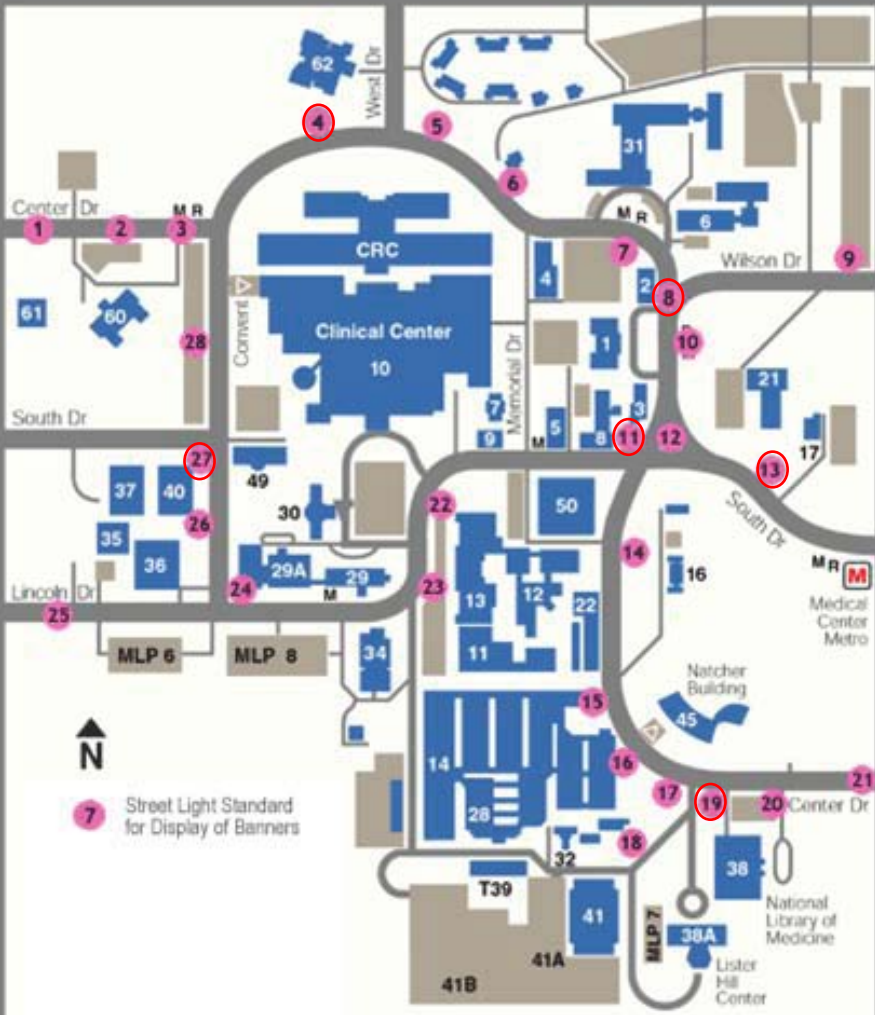 62
West Dr
4
5
31
6
Center Dr
M R
1
2
3
M R
6
CRC
7
4
9
Wilson Dr
2
8
61
60
28
Convent
Clinical Center
10
Memorial Dr
1
10
21
7
3
South Dr
5
8
11
12
17
9
M
27
49
13
37
40
30
22
50
South Dr
26
35
36
14
M R
M
29A
29
16
Medical
Center
Metro
Lincoln Dr
24
M
23
13
12
22
25
MLP 6
MLP 8
34
11
Natcher
Building
15
45
N
14
16
17
21
7
Street Light Standard
for Display of Banners
28
19
20
Center Dr
32
18
38
T39
41
National
Library of
Medicine
MLP 7
38A
41A
Lister
Hill
Center
41B